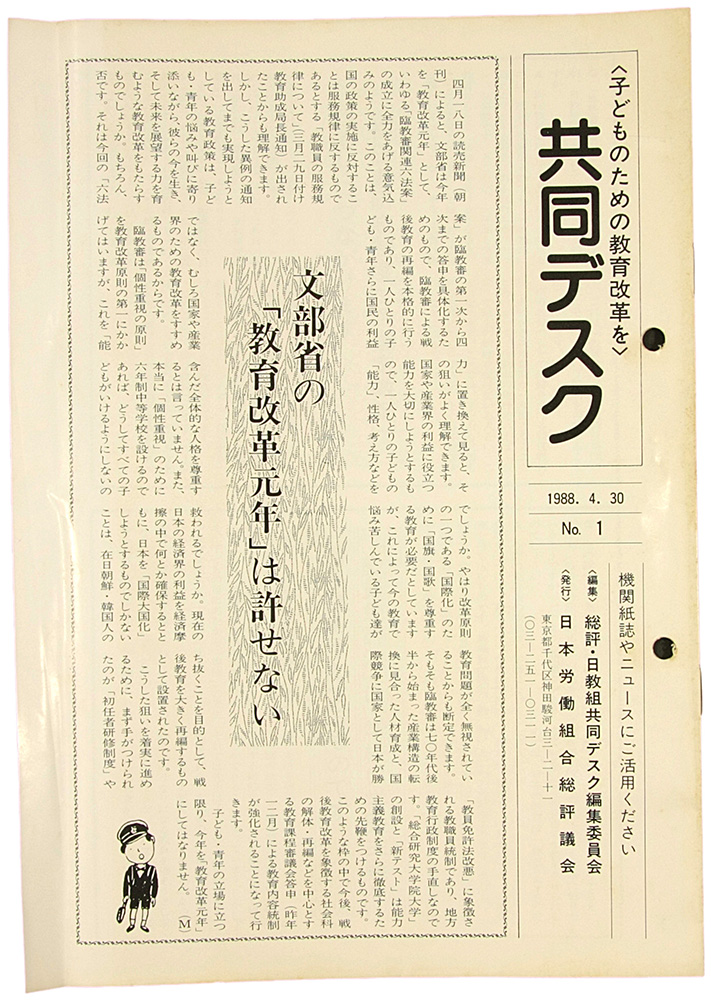 〈子どものための教育改革を〉
共同デスク
1988. 4. 30
No. 1
機関紙誌やニュースにご活用ください
〈編集〉 総評・日教組共同デスク編集委員会
〈発行〉 日本労働組合総評議会
東京都千代区神田駿河台三—二—十一
(〇三—二五一—〇三一一)
文部省の
「教育改革元年」は許せない
四月一八日の読売新聞(朝
刊)によると、文部省は今年
を「教育改革元年」として、
いわゆる「臨教審関連六法案」
の成立に全力をあげる意気込
みのようです。このことは、
国の政策の実施に反対するこ
とは服務規律に反するもので
あるとする「教職員の服務規
律について」(三月二九日付け
教育助成局長通知)が出され
たことからも理解できます。
しかし、こうした異例の通知
を出してまでも実現しようと
している教育政策は、子ど
も・青年の悩みや叫びに寄り
添いながら、彼らの今を生き、
そして未来を展望する力を育
むような教育改革をもたらす
ものでしょうか。もちろん、
否です。それは今回の「六法
案」が臨教審の第一次から四
次までの答申を具体化するた
めのもので、臨教審による戦
後教育の再編を本格的に行う
ものであり、一人ひとりの子
ども・青年さらに国民の利益
ではなく、むしろ国家や産業
界のための教育改革をすすめ
るものであるからです。
臨教審は「個性重視の原則」
を教育改革原則の第一にかか
げてはいますが、これを「能
力」に置き換えて見ると、そ
の狙いがよく理解できます。
国家や産業界の利益に役立つ
能力を大切にしようとするも
ので、一人ひとりの子どもの
「能力」、性格、考え方などを
含んだ全体的な人格を尊重す
るとは言っていません。また、
本当に「個性重視」のために
六年制中等学校を設けるので
あれば、どうしてすべての子
どもがいけるようにしないの
でしょうか。やはり改革原則
の一つである「国際化」のた
めに「国旗・国歌」を尊重す
る教育が必要だとしています
が、これによって今の教育で
悩み苦しんでいる子ども達が
救われるでしょうか。現在の
日本の経済界の利益を経済摩
擦の中で何とか確保するとと
もに、日本を「国際大国化」
しようとするものでしかない
ことは、在日朝鮮・韓国人の
教育問題が全く無視されてい
ることからも断定できます。
そもそも臨教審は七〇年代後
半から始まった産業構造の転
換に見合った人材育成と、国
際競争に国家として日本が勝
ち抜くことを目的として、戦
後教育を大きく再編するもの
として設置されたのです。
こうした狙いを着実に進め
るために、まず手がつけられ
たのが「初任者研修制度」や
「教員免許法改悪」に象徴さ
れる教職員統制であり、地方
教育行政制度の手直しなので
す。「総合研究大学院大学」
の創設と「新テスト」は能力
主義教育をさらに徹底するた
めの先鞭をつけるものです。
このような枠の中で今後、戦
後教育改革を象徴する社会科
の解体・再編などを中心とす
る教育課程審議会答申(昨年
一二月)による教育内容統制
が強化されることになって行
きます。
子ども・青年の立場に立つ
限り、今年を「教育改革元年」
にしてはなりません。 (M)